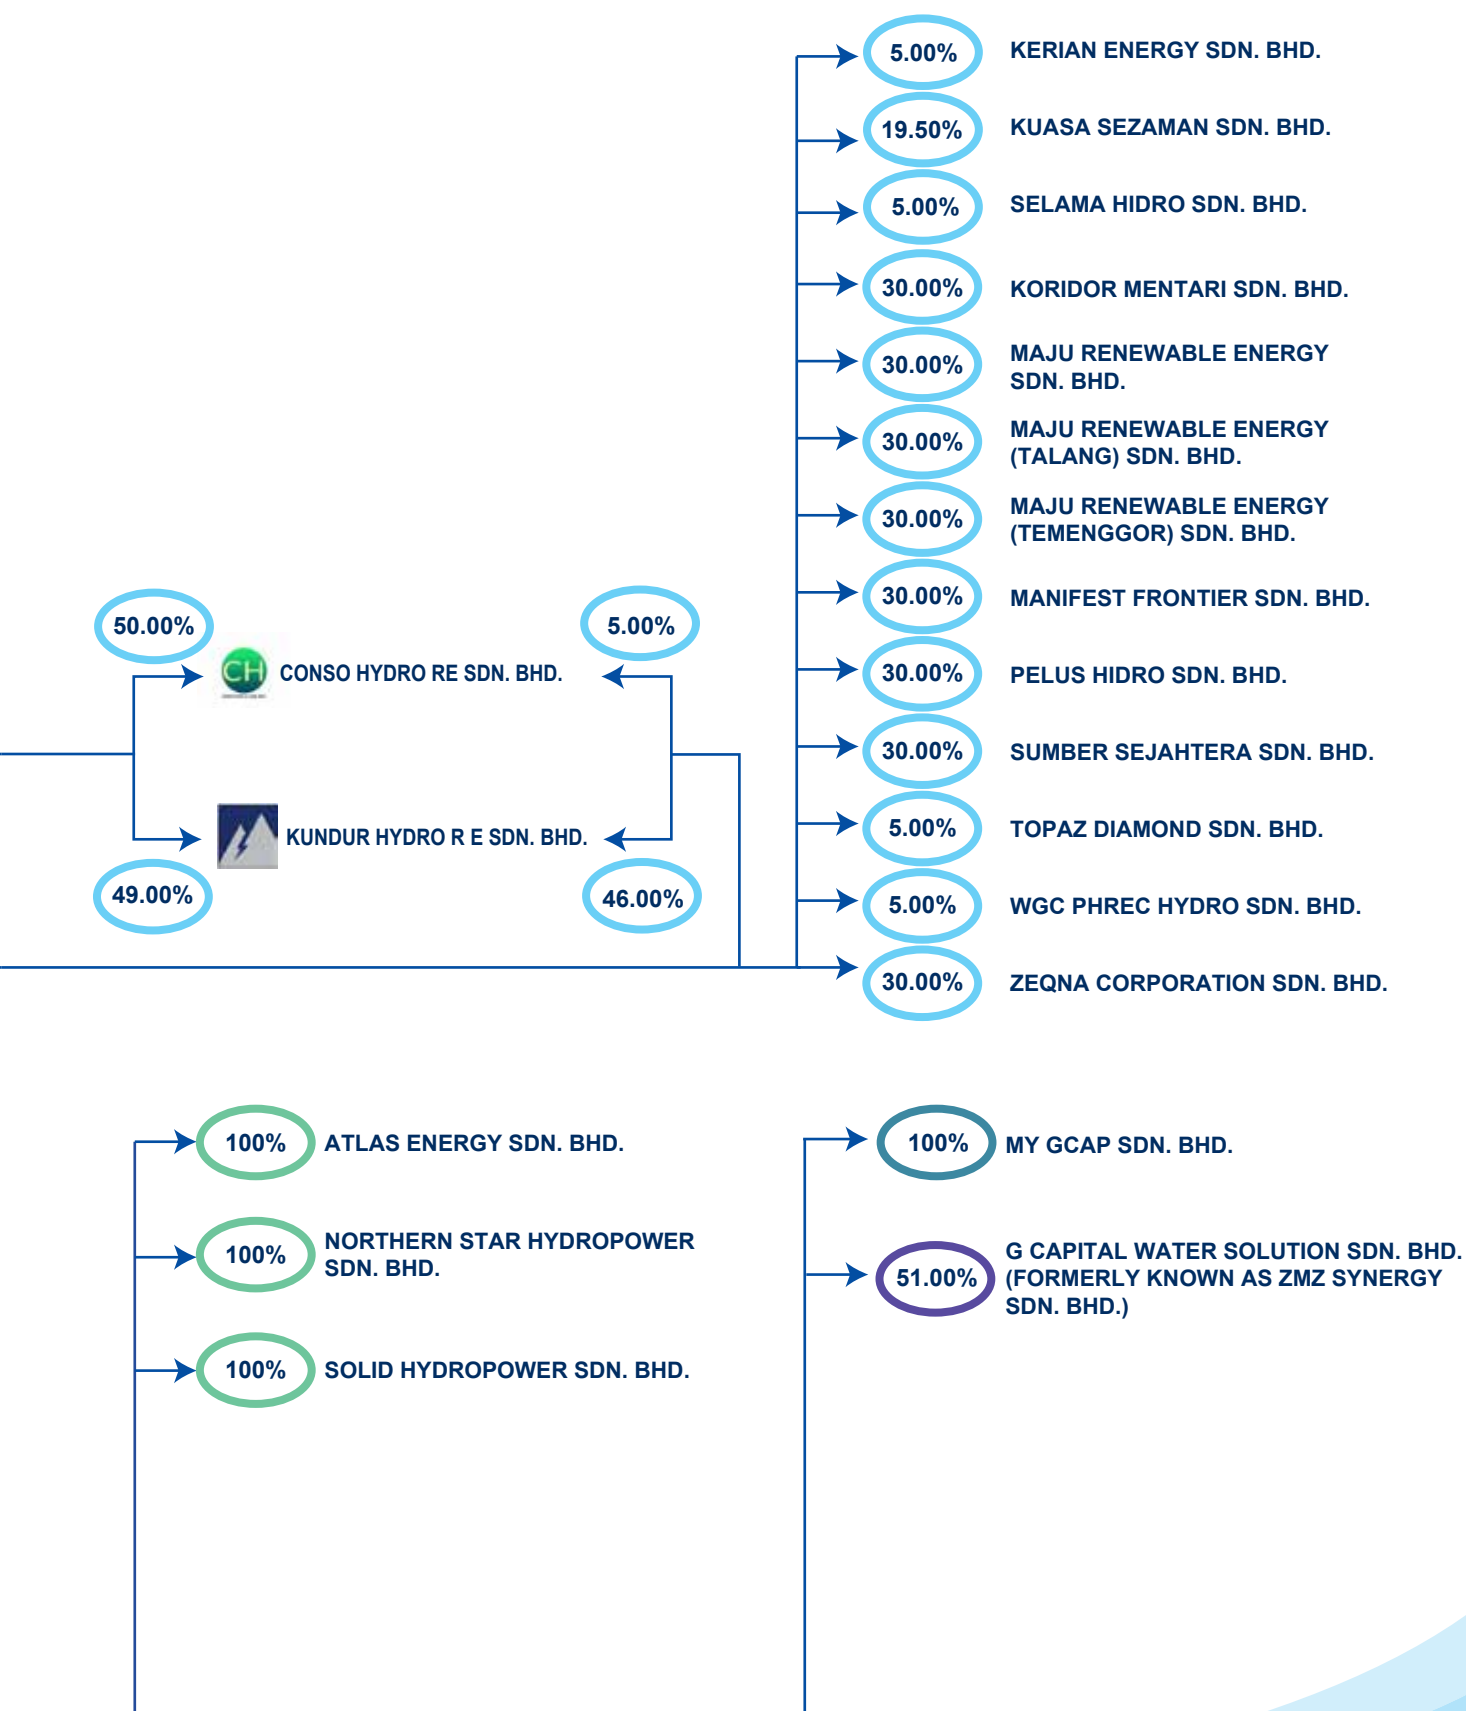 5.00% KERIAN ENERGY SDN. BHD.
19.50% KUASA SEZAMAN SDN. BHD.
5.00% SELAMA HIDRO SDN. BHD.
30.00% KORIDOR MENTARI SDN. BHD.
30.00% MAJU RENEWABLE ENERGY
SDN. BHD.
30.00% MAJU RENEWABLE ENERGY
(TALANG) SDN. BHD.
30.00% MAJU RENEWABLE ENERGY
(TEMENGGOR) SDN. BHD.
30.00% MANIFEST FRONTIER SDN. BHD.
30.00% PELUS HIDRO SDN. BHD.
30.00% SUMBER SEJAHTERA SDN. BHD.
5.00% TOPAZ DIAMOND SDN. BHD.
5.00% WGC PHREC HYDRO SDN. BHD.
30.00% ZEQNA CORPORATION SDN. BHD.
50.00%
5.00%
CH
CONSO HYDRO RE SDN. BHD.
KUNDUR HYDRO R E SDN. BHD.
49.00%
46.00%
100% ATLAS ENERGY SDN. BHD.
100% NORTHERN STAR HYDROPOWER
SDN. BHD.
100% SOLID HYDROPOWER SDN. BHD.
100% MY GCAP SDN. BHD.
51.00%
G CAPITAL WATER SOLUTION SDN. BHD.
(FORMERLY KNOWN AS ZMZ SYNERGY
SDN. BHD.)